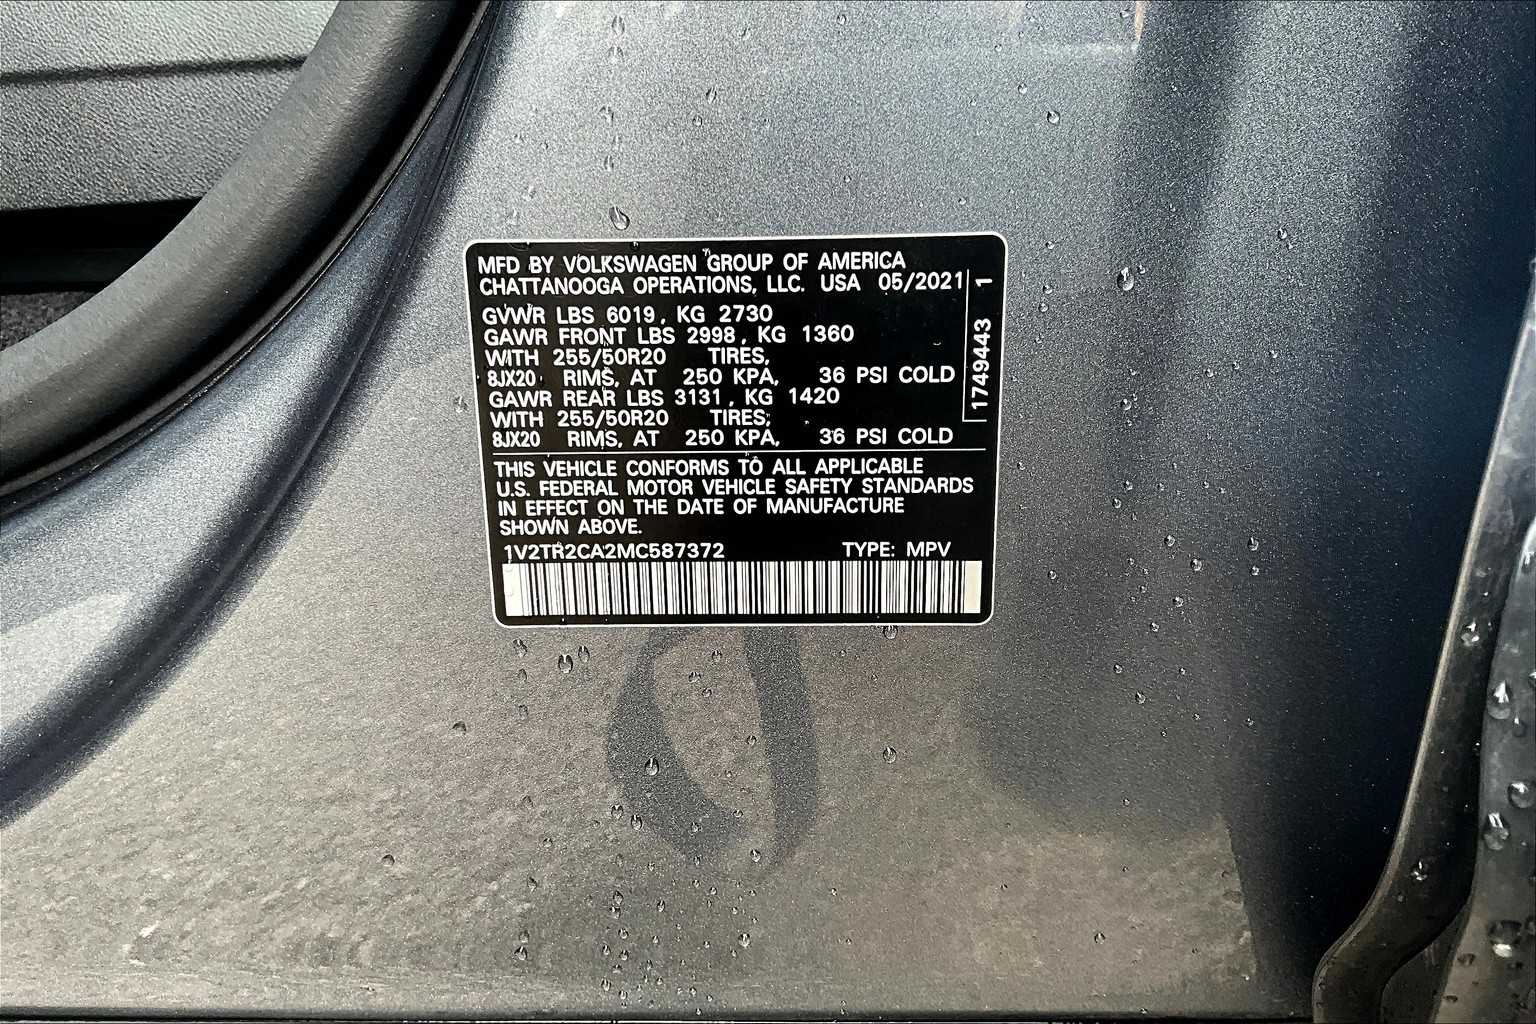 MFD BY VOLKSWAGEN GROUP OF AMERICA
CHATTANOOGA OPERATIONS, LLC. USA 05/2021
GVWR LBS 6019, KG 2730
GAWR FRONT LBS 2998, KG 1360
WITH 255/50R20 TIRES,
8JX20 RIMS, AT 250 KPA, 36 PSI COLD
GAWR REAR LBS 3131, KG 1420
WITH 255/50R20 TIRES,
8JX20 RIMS, AT 250 KPA, 36 PSI COLD
THIS VEHICLE CONFORMS TO ALL APPLICABLE
U.S. FEDERAL MOTOR VEHICLE SAFETY STANDARDS
IN EFFECT ON THE DATE OF MANUFACTURE
SHOWN ABOVE.
1V2TR2CA2MC587372 TYPE: MPV
1749443 1